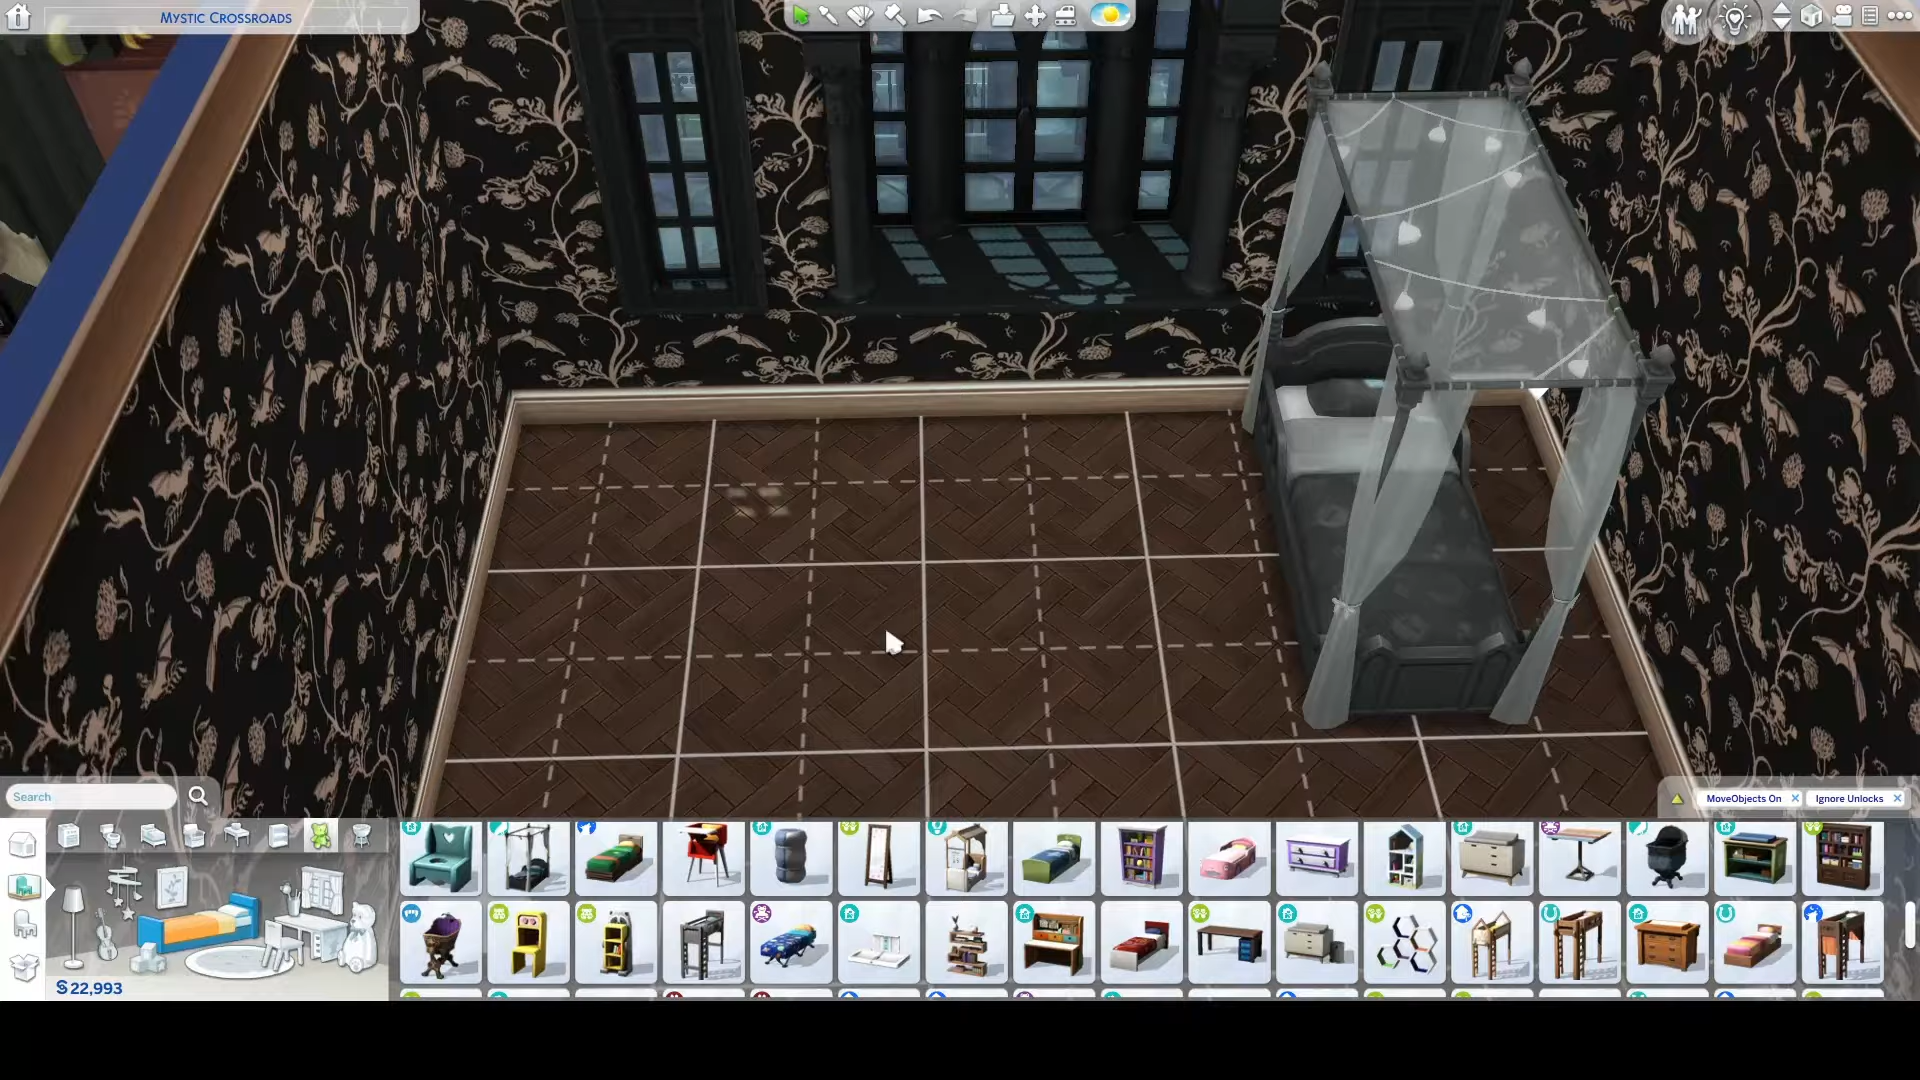 Mystic Crossroads
Search
MoveObjects On
Ignore Unlocks
§22,993